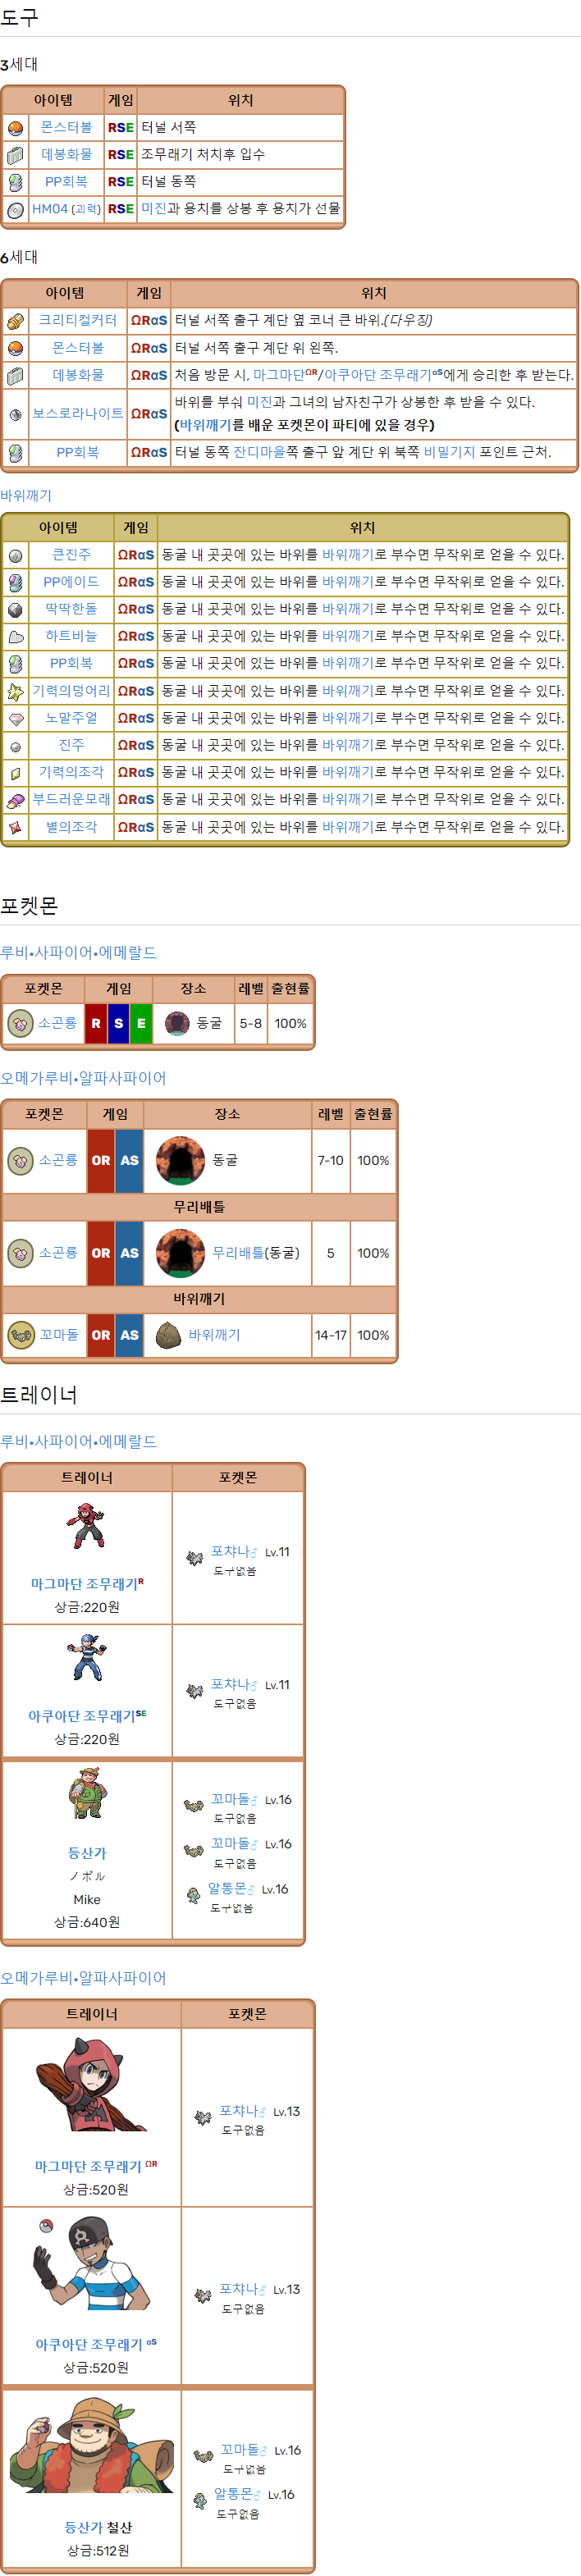 도구
3세대
아이템 게임 위치
몬스터볼 RSE 터널 서쪽
데봉화물 RSE 조무래기 처치후 입수
PP회복 RSE 터널 동쪽
HM04 (괴력) RSE 미진과 용치를 상봉 후 용치가 선물
6세대
아이템 게임 위치
크리티컬커터 ΩRαS 터널 서쪽 출구 계단 옆 코너 큰 바위.(다우징)
몬스터볼 ΩRαS 터널 서쪽 출구 계단 위 왼쪽.
데봉화물 ΩRαS 처음 방문 시, 마그마단ΩR/아쿠아단 조무래기αS에게 승리한 후 받는다.
보스로라나이트 ΩRαS 바위를 부숴 미진과 그녀의 남자친구가 상봉한 후 받을 수 있다.
(바위깨기를 배운 포켓몬이 파티에 있을 경우)
PP회복 ΩRαS 터널 동쪽 잔디마을쪽 출구 앞 계단 위 북쪽 비밀기지 포인트 근처.
바위깨기
아이템 게임 위치
큰진주 ΩRαS 동굴 내 곳곳에 있는 바위를 바위깨기로 부수면 무작위로 얻을 수 있다.
PP에이드 ΩRαS 동굴 내 곳곳에 있는 바위를 바위깨기로 부수면 무작위로 얻을 수 있다.
딱딱한돌 ΩRαS 동굴 내 곳곳에 있는 바위를 바위깨기로 부수면 무작위로 얻을 수 있다.
하트비늘 ΩRαS 동굴 내 곳곳에 있는 바위를 바위깨기로 부수면 무작위로 얻을 수 있다.
PP회복 ΩRαS 동굴 내 곳곳에 있는 바위를 바위깨기로 부수면 무작위로 얻을 수 있다.
기력의덩어리 ΩRαS 동굴 내 곳곳에 있는 바위를 바위깨기로 부수면 무작위로 얻을 수 있다.
노말주얼 ΩRαS 동굴 내 곳곳에 있는 바위를 바위깨기로 부수면 무작위로 얻을 수 있다.
진주 ΩRαS 동굴 내 곳곳에 있는 바위를 바위깨기로 부수면 무작위로 얻을 수 있다.
기력의조각 ΩRαS 동굴 내 곳곳에 있는 바위를 바위깨기로 부수면 무작위로 얻을 수 있다.
부드러운모래 ΩRαS 동굴 내 곳곳에 있는 바위를 바위깨기로 부수면 무작위로 얻을 수 있다.
별의조각 ΩRαS 동굴 내 곳곳에 있는 바위를 바위깨기로 부수면 무작위로 얻을 수 있다.
포켓몬
루비•사파이어•에메랄드
포켓몬 게임 장소 레벨 출현률
소곤룡 R S E 동굴 5-8 100%
오메가루비•알파사파이어
포켓몬 게임 장소 레벨 출현률
소곤룡 OR AS 동굴 7-10 100%
무리배틀
소곤룡 OR AS 무리배틀(동굴) 5 100%
바위깨기
꼬마돌 OR AS 바위깨기 14-17 100%
트레이너
루비•사파이어•에메랄드
트레이너 포켓몬
마그마단 조무래기R
상금:220원
포챠나♂ Lv.11
도구없음
아쿠아단 조무래기SE
상금:220원
포챠나♂ Lv.11
도구없음
등산가
ノボル
Mike
상금:640원
꼬마돌♂ Lv.16
도구없음
꼬마돌♂ Lv.16
도구없음
알통몬♂ Lv.16
도구없음
오메가루비•알파사파이어
트레이너 포켓몬
마그마단 조무래기 ΩR
상금:520원
포챠나♂ Lv.13
도구없음
아쿠아단 조무래기 αS
상금:520원
포챠나♂ Lv.13
도구없음
등산가 철산
상금:512원
꼬마돌♂ Lv.16
도구없음
알통몬♂ Lv.16
도구없음